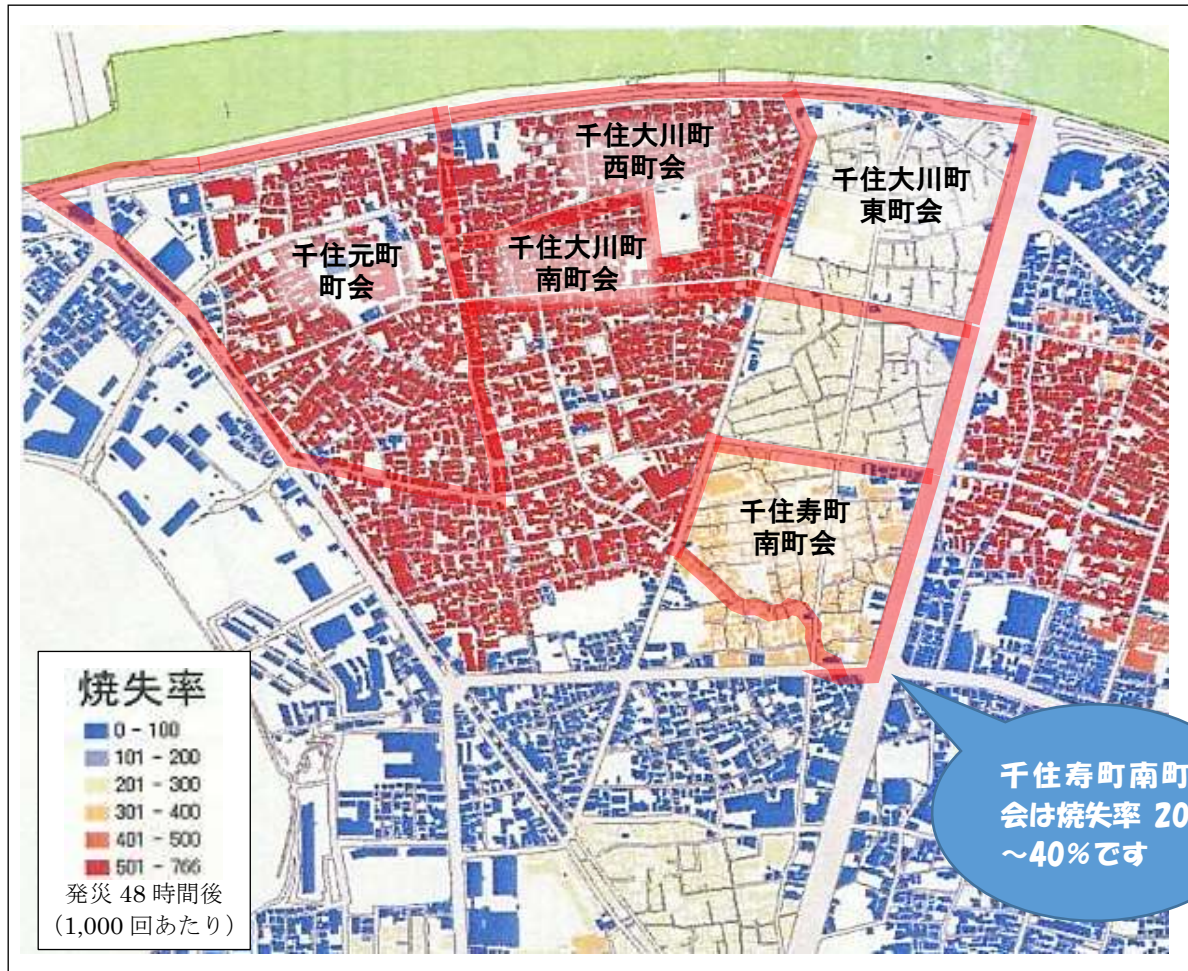 千住大川町
西町会
千住大川町
東町会
千住元町
町会
千住大川町
南町会
千住寿町
南町会
焼失率
0 - 100
101 - 200
201 - 300
301 - 400
401 - 500
501 - 766
発災 48 時間後
（1,000 回あたり）
千住寿町南町
会は焼失率 20
～40％です